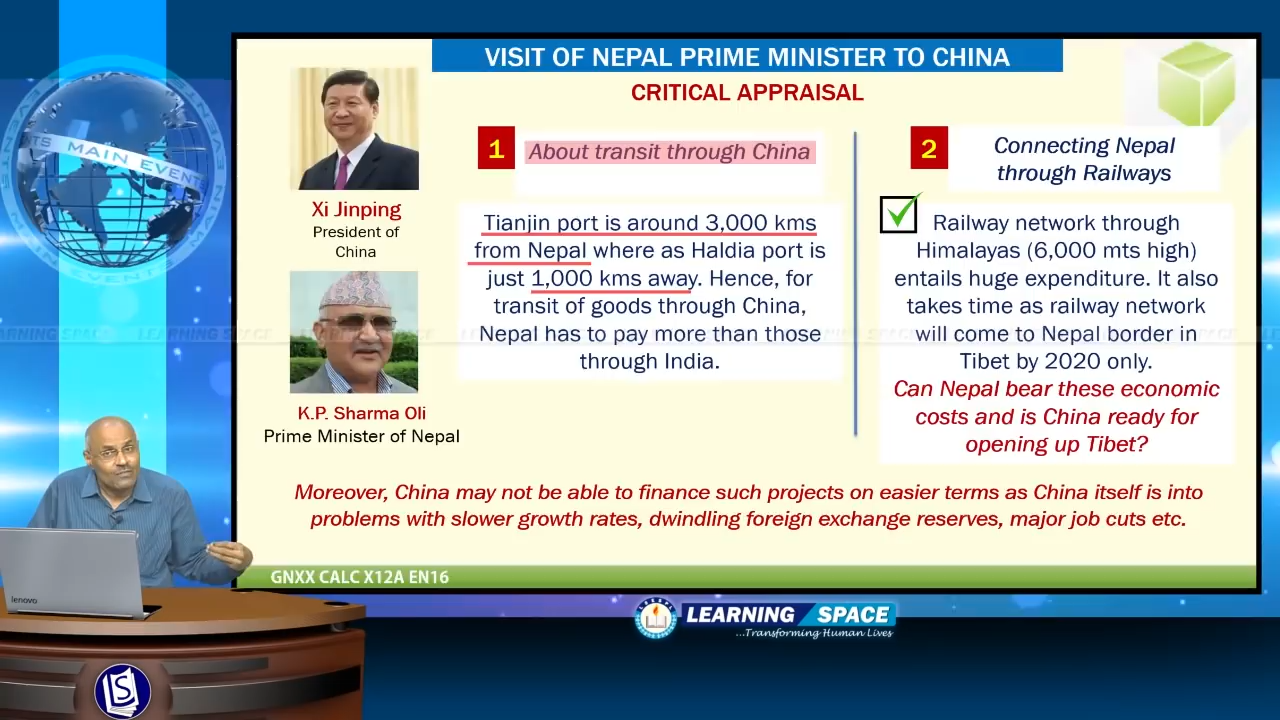 VISIT OF NEPAL PRIME MINISTER TO CHINA
CRITICAL APPRAISAL
MAIN EVENTS
Xi Jinping
President of
China
K.P. Sharma Oli
Prime Minister of Nepal
1
About transit through China
Tianjin port is around 3,000 kms
from Nepal where as Haldia port is
just 1,000 kms away. Hence, for
transit of goods through China,
Nepal has to pay more than those
through India.
2
Connecting Nepal
through Railways
Railway network through
Himalayas (6,000 mts high)
entails huge expenditure. It also
takes time as railway network
will come to Nepal border in
Tibet by 2020 only.
Can Nepal bear these economic
costs and is China ready for
opening up Tibet?
Moreover, China may not be able to finance such projects on easier terms as China itself is into
problems with slower growth rates, dwindling foreign exchange reserves, major job cuts etc.
GNXX CALC X12A EN16
lenovo
LEARNING SPACE
...Transforming Human Lives
LS